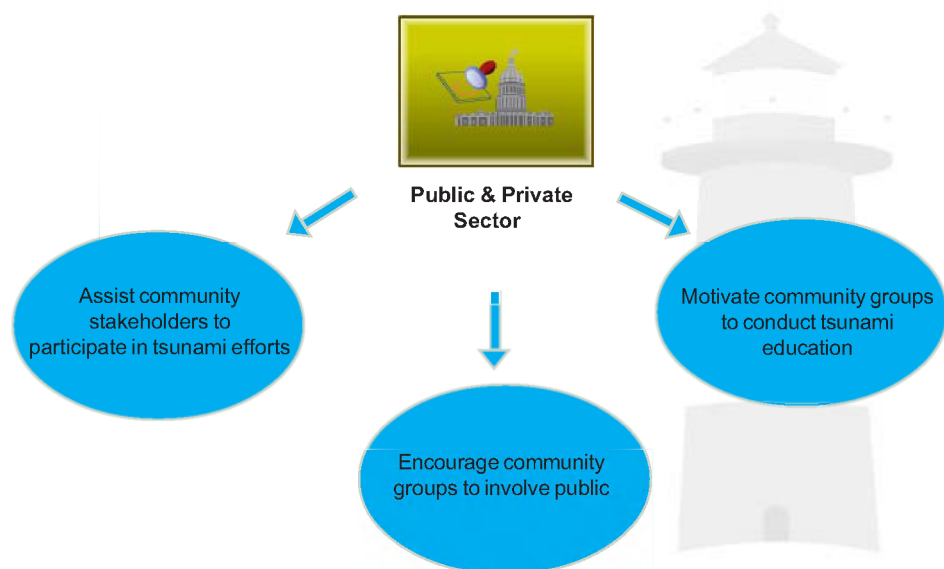 Public & Private
Sector
Assist community
stakeholders to
participate in tsunami efforts
Motivate community groups
to conduct tsunami
education
Encourage community
groups to involve public